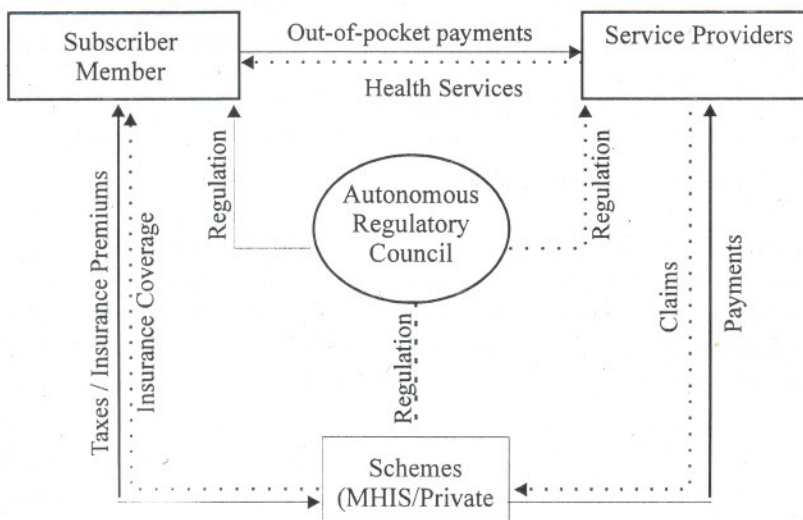 Subscriber
Member
Out-of-pocket payments
Service Providers
Health Services
Regulation
Autonomous
Regulatory
Council
Regulation
Taxes / Insurance Premiums
Insurance Coverage
Regulation
Claims
Payments
Schemes
(MHIS/Private